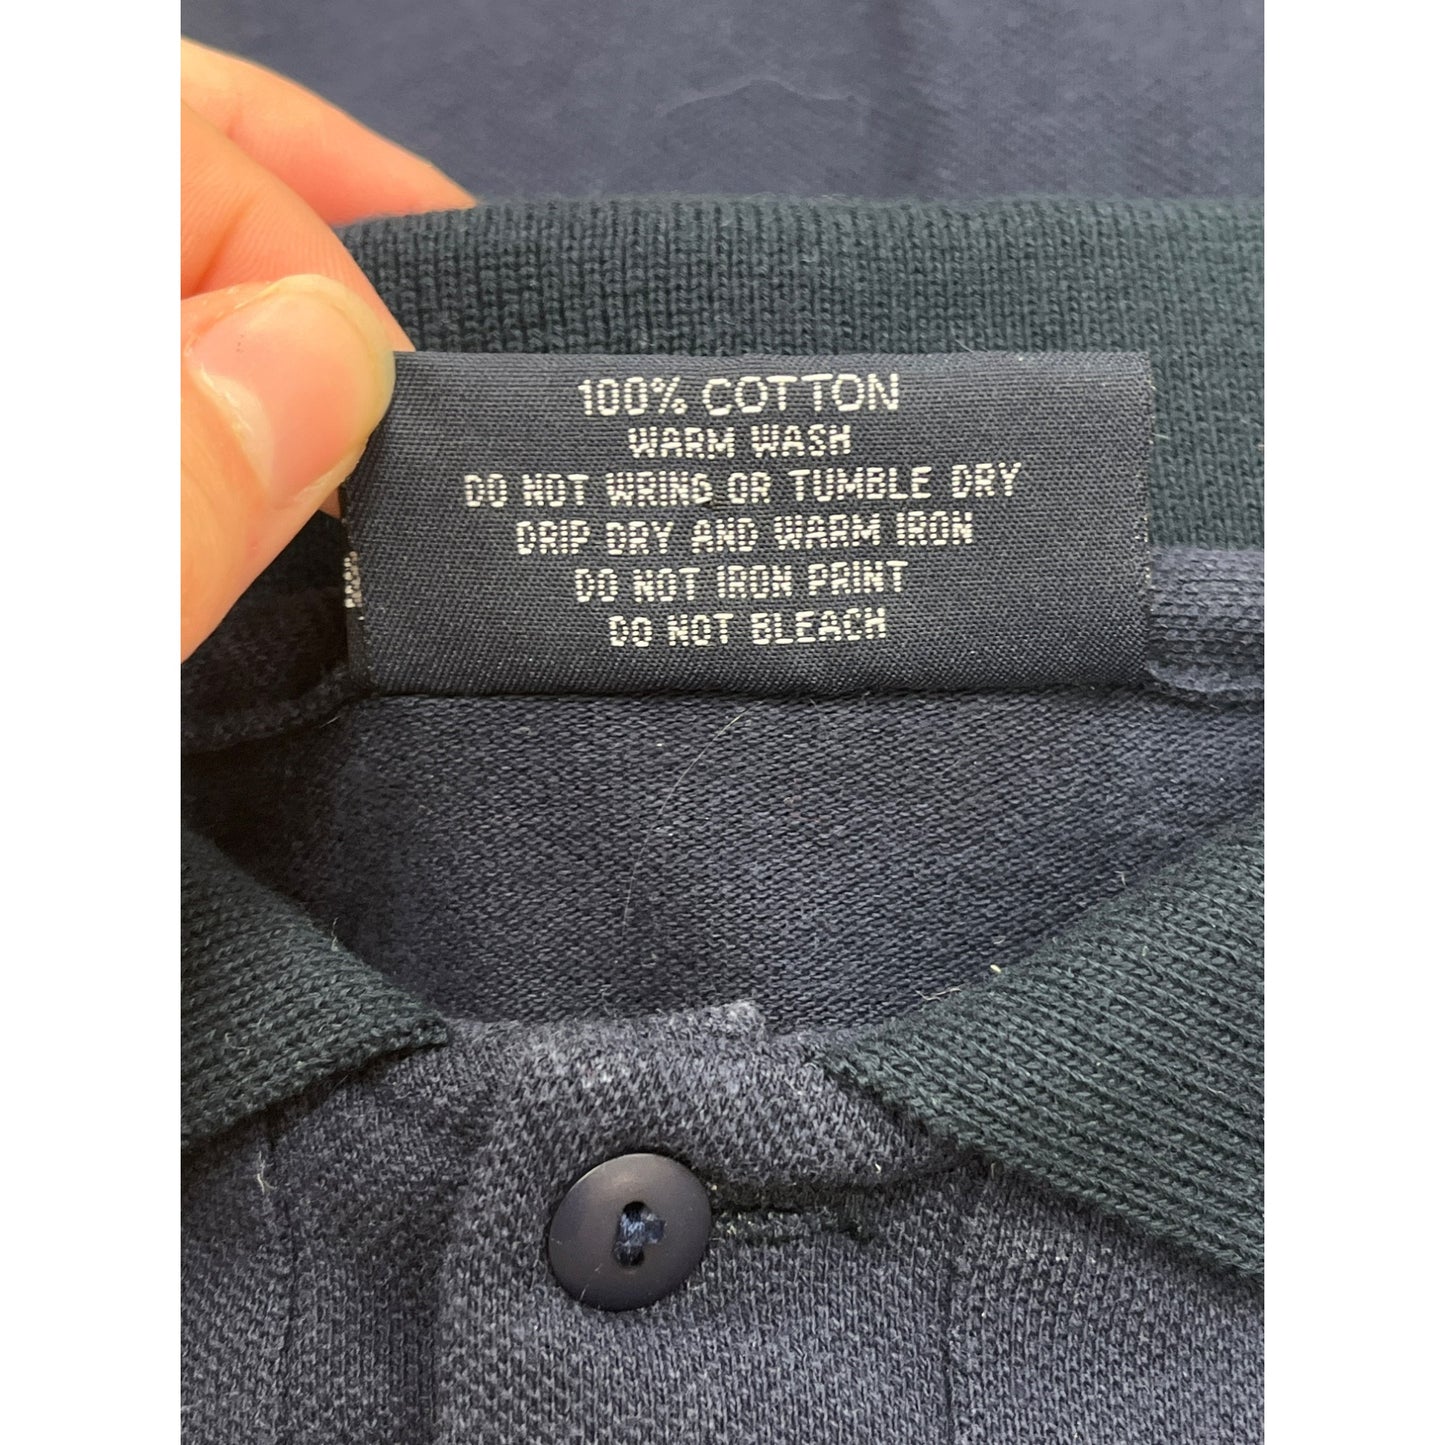 100% COTTON
WARM WASH
DO NOT WRING OR TUMBLE DRY
DRIP DRY AND WARM IRON
DO NOT IRON PRINT
DO NOT BLEACH